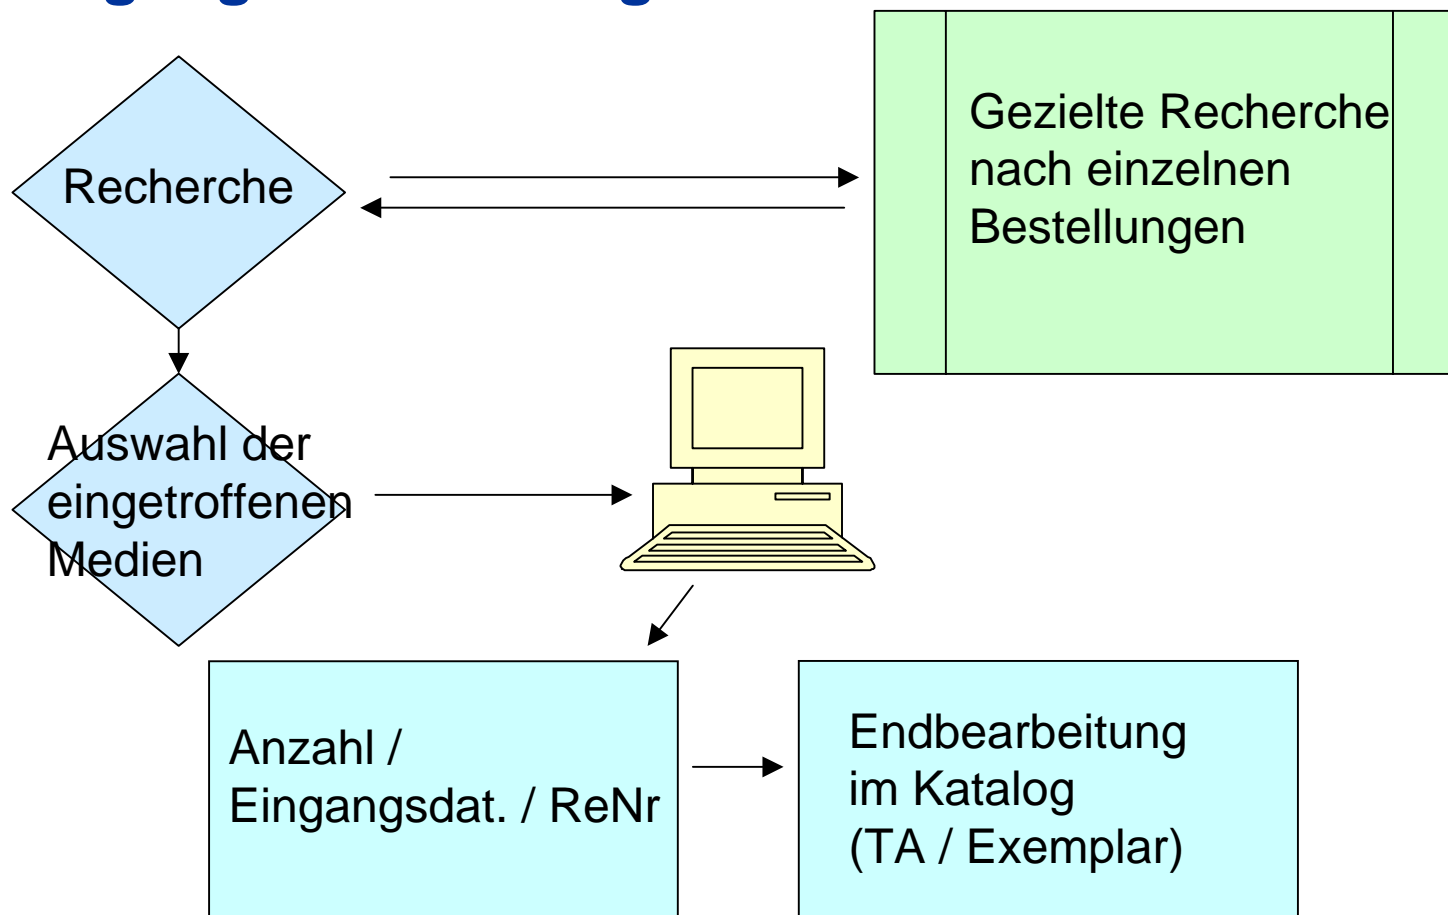 Recherche
Gezielte Recherche
nach einzelnen
Bestellungen
Auswahl der
eingetroffenen
Medien
Anzahl /
Eingangsdat. / ReNr
Endbearbeitung
im Katalog
(TA / Exemplar)